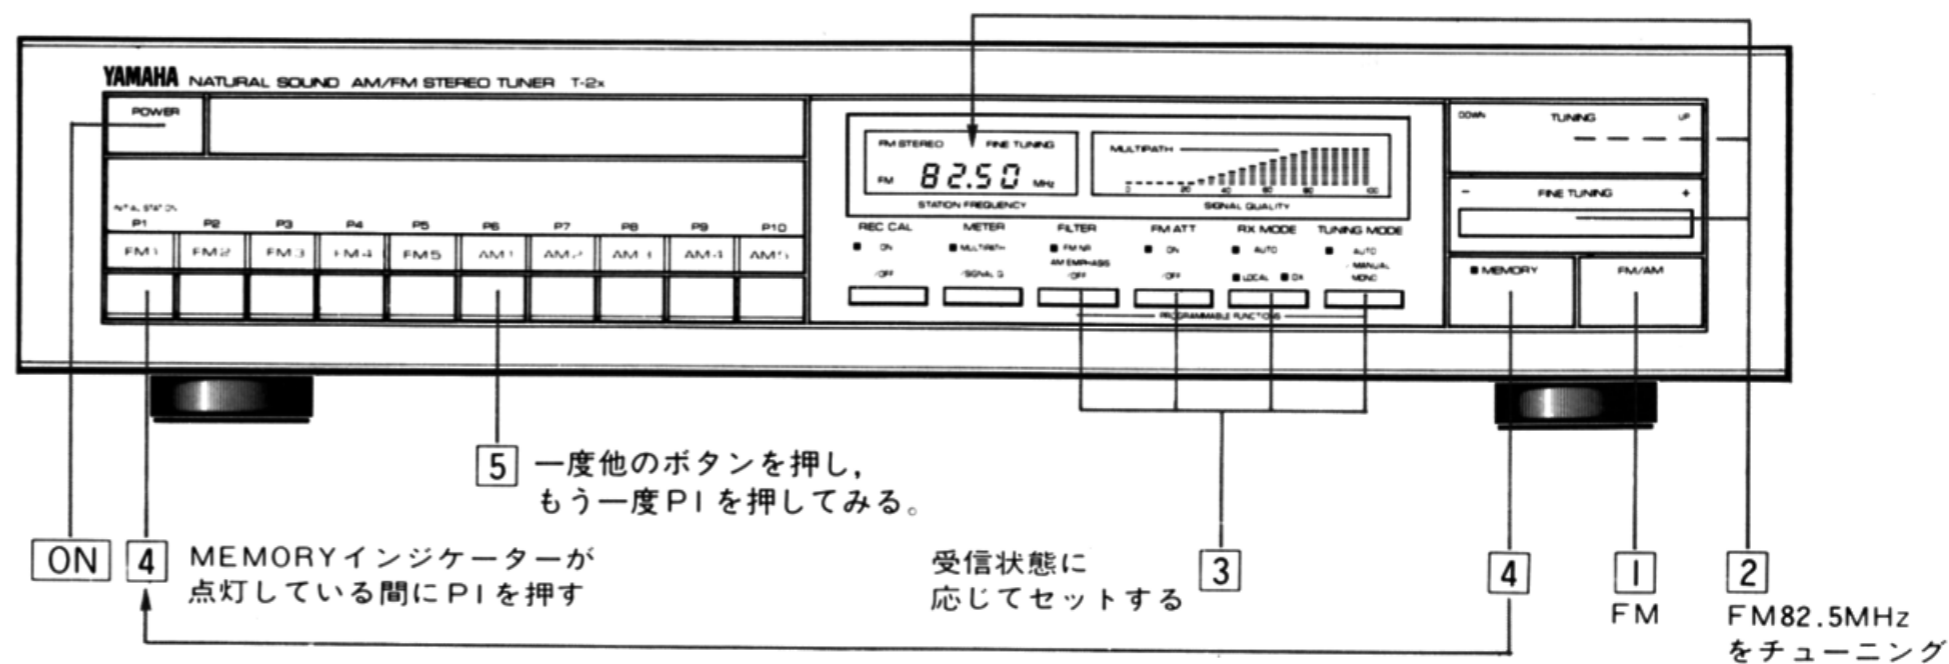 YAMAHA NATURAL SOUND AM/FM STEREO TUNER T-2x
POWER
INITIAL STATION
P1 P2 P3 P4 P5 P6 P7 P8 P9 P10
FM1 FM2 FM3 FM4 FM5 AM1 AM2 AM3 AM4 AM5
FM STEREO FINE TUNING
FM 82.50 MHz
STATION FREQUENCY
MULTIPATH
0 20 40 60 80 100
SIGNAL QUALITY
REC CAL METER FILTER FM ATT RX MODE TUNING MODE
ON MULTIPATH FM NR ON AUTO AUTO
AM EMPHASIS /MANUAL
/OFF /SIGNAL Q /OFF /OFF LOCAL DX MONO
PROGRAMMABLE FUNCTIONS
DOWN TUNING UP
− FINE TUNING +
MEMORY FM/AM
5 一度他のボタンを押し,
もう一度P1を押してみる。
ON
4 MEMORYインジケーターが
点灯している間にP1を押す
受信状態に
応じてセットする
3
4
1
FM
2
FM82.5MHz
をチューニング